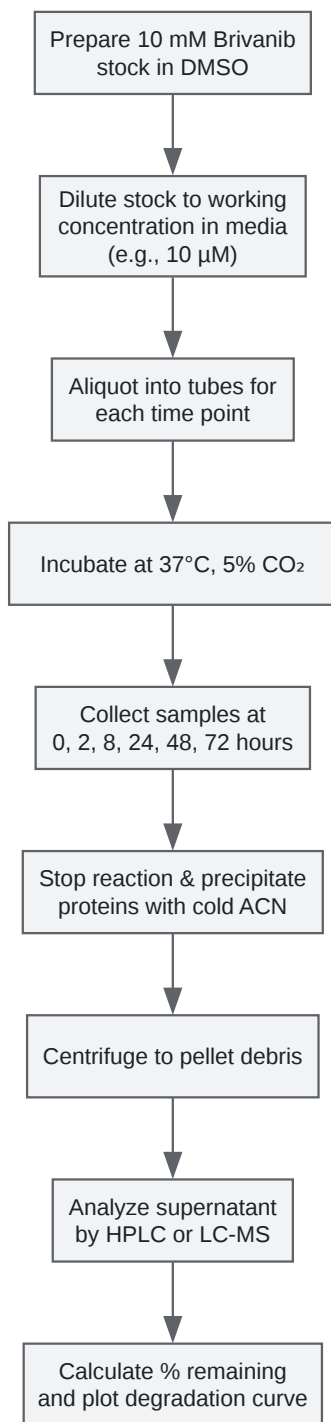 Prepare 10 mM Brivanib
stock in DMSO
Dilute stock to working
concentration in media
(e.g., 10 µM)
Aliquot into tubes for
each time point
Incubate at 37°C, 5% CO₂
Collect samples at
0, 2, 8, 24, 48, 72 hours
Stop reaction & precipitate
proteins with cold ACN
Centrifuge to pellet debris
Analyze supernatant
by HPLC or LC-MS
Calculate % remaining
and plot degradation curve